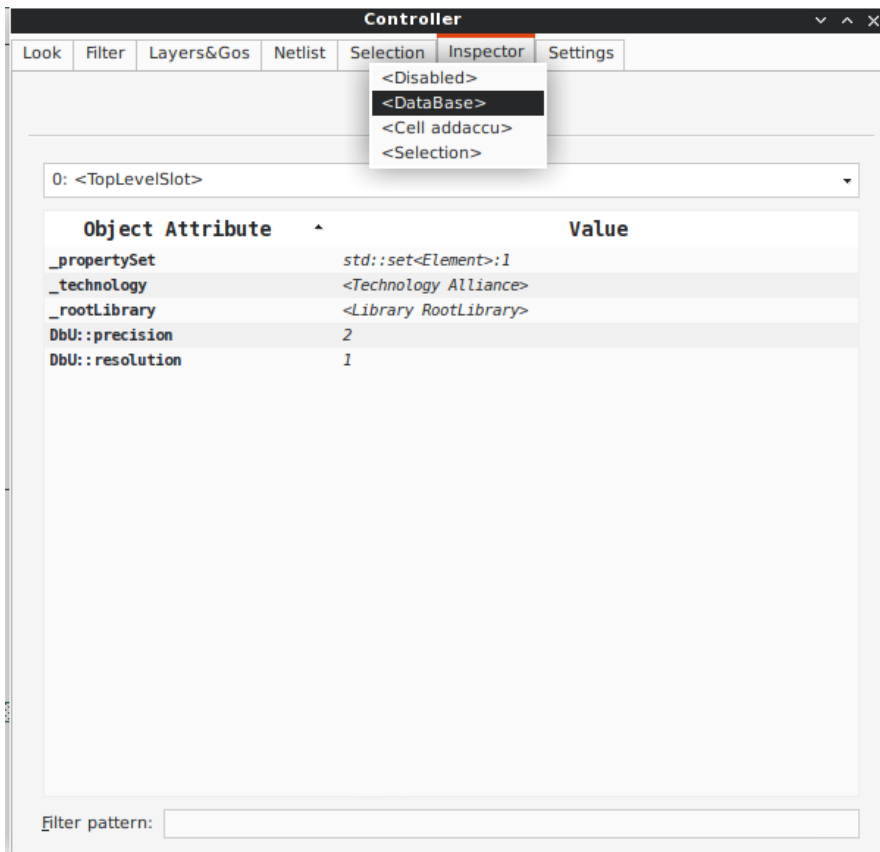 Controller
Look Filter Layers&Gos Netlist Selection Inspector Settings
<Disabled>
<DataBase>
<Cell addaccu>
<Selection>
0: <TopLevelSlot>
Object Attribute Value
_propertySet std::set<Element>:1
_technology <Technology Alliance>
_rootLibrary <Library RootLibrary>
DbU::precision 2
DbU::resolution 1
Filter pattern: